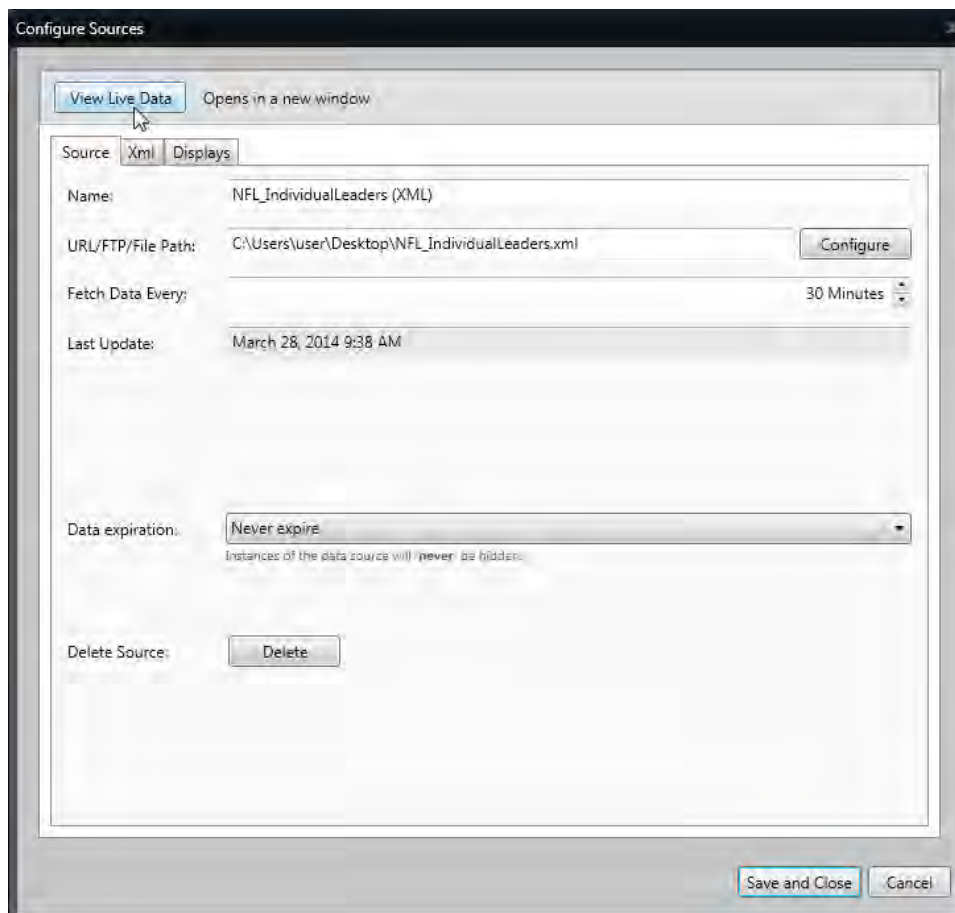 Configure Sources
View Live Data Opens in a new window
Source Xml Displays
Name: NFL_IndividualLeaders (XML)
URL/FTP/File Path: C:\Users\user\Desktop\NFL_IndividualLeaders.xml Configure
Fetch Data Every: 30 Minutes
Last Update: March 28, 2014 9:38 AM
Data expiration: Never expire
Instances of the data source will never be hidden.
Delete Source: Delete
Save and Close Cancel